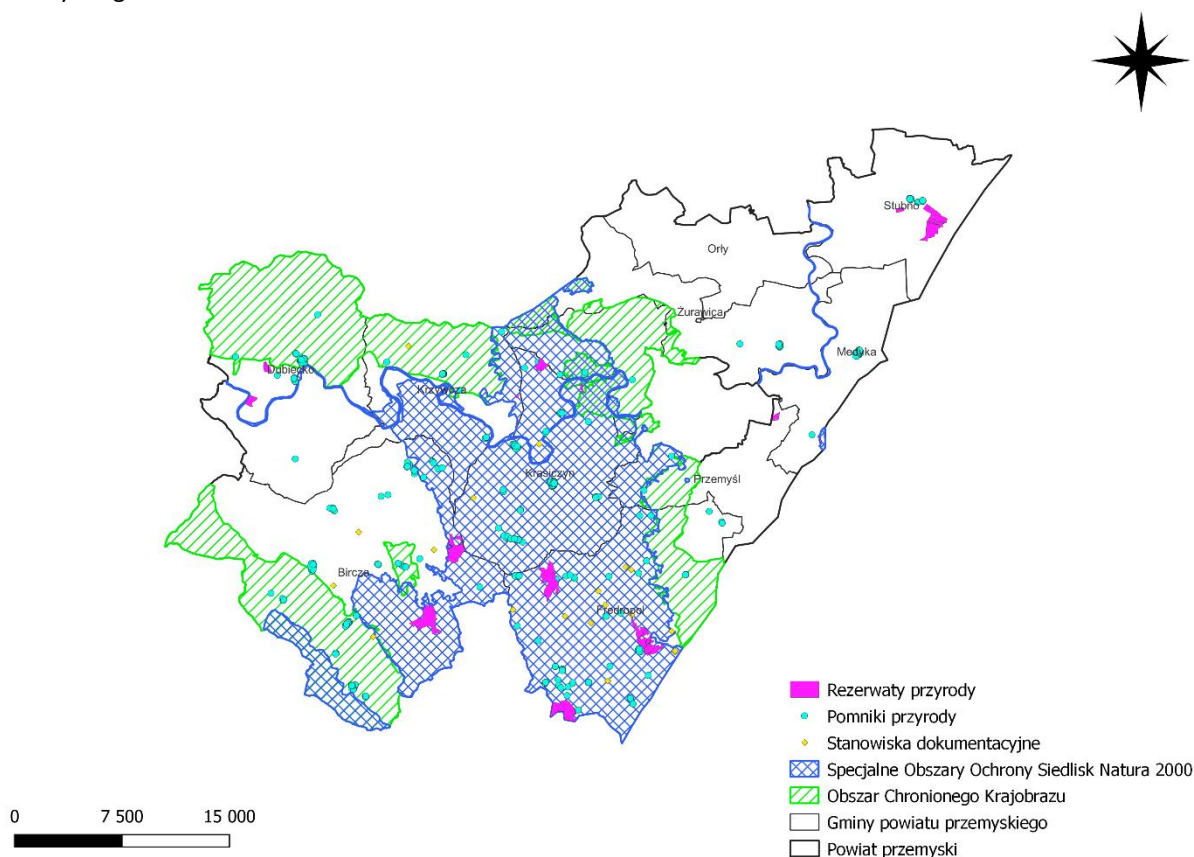 Stubno
Orły
Żurawica
Medyka
Dubiecko
Krzywcza
Krasiczyn
Przemyśl
Bircza
Fredropol
Rezerwaty przyrody
Pomniki przyrody
Stanowiska dokumentacyjne
Specjalne Obszary Ochrony Siedlisk Natura 2000
Obszar Chronionego Krajobrazu
Gminy powiatu przemyskiego
Powiat przemyski
0 7 500 15 000